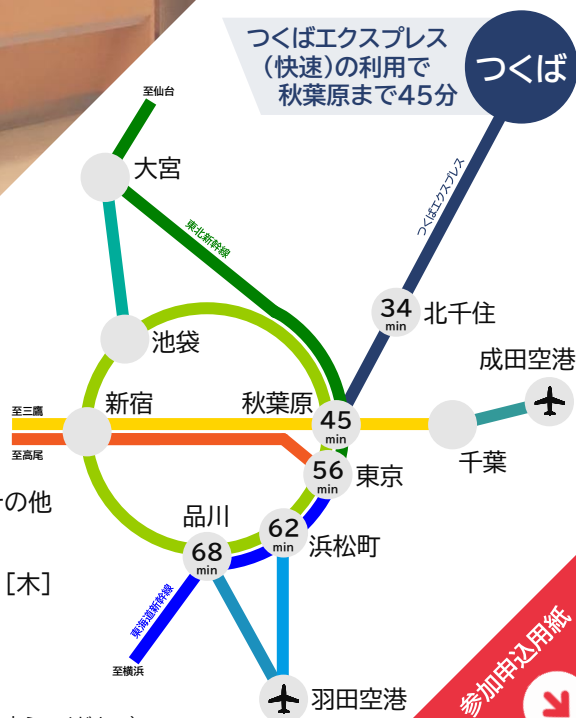 つくばエクスプレス
（快速）の利用で
秋葉原まで45分
つくば
至仙台
大宮
東北新幹線
つくばエクスプレス
34
min
北千住
池袋
成田空港
至三鷹
新宿
秋葉原
45
min
至高尾
千葉
56
min
東京
の他
品川
62
min
浜松町
68
min
［木］
東海道新幹線
至横浜
参加申込用紙
羽田空港